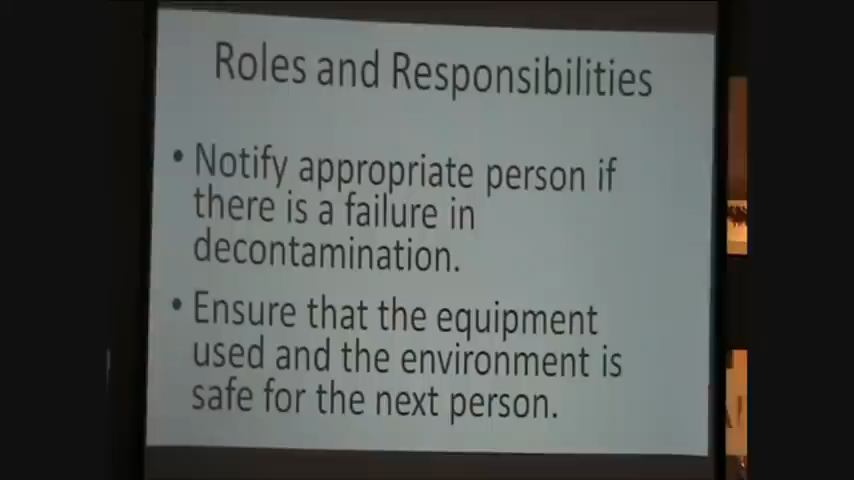 Roles and Responsibilities
• Notify appropriate person if
there is a failure in
decontamination.
• Ensure that the equipment
used and the environment is
safe for the next person.